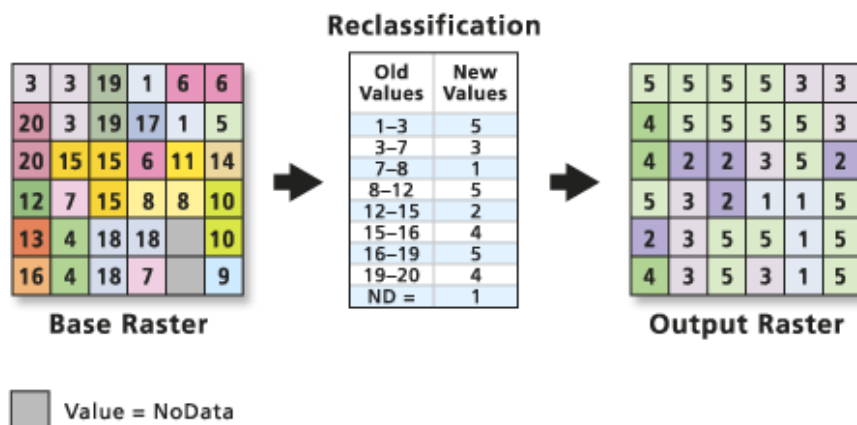 Reclassification
3 3 19 1 6 6
20 3 19 17 1 5
20 15 15 6 11 14
12 7 15 8 8 10
13 4 18 18 10
16 4 18 7 9
Base Raster
Old Values New Values
1–3 5
3–7 3
7–8 1
8–12 5
12–15 2
15–16 4
16–19 5
19–20 4
ND = 1
5 5 5 5 3 3
4 5 5 5 5 3
4 2 2 3 5 2
5 3 2 1 1 5
2 3 5 5 1 5
4 3 5 3 1 5
Output Raster
Value = NoData